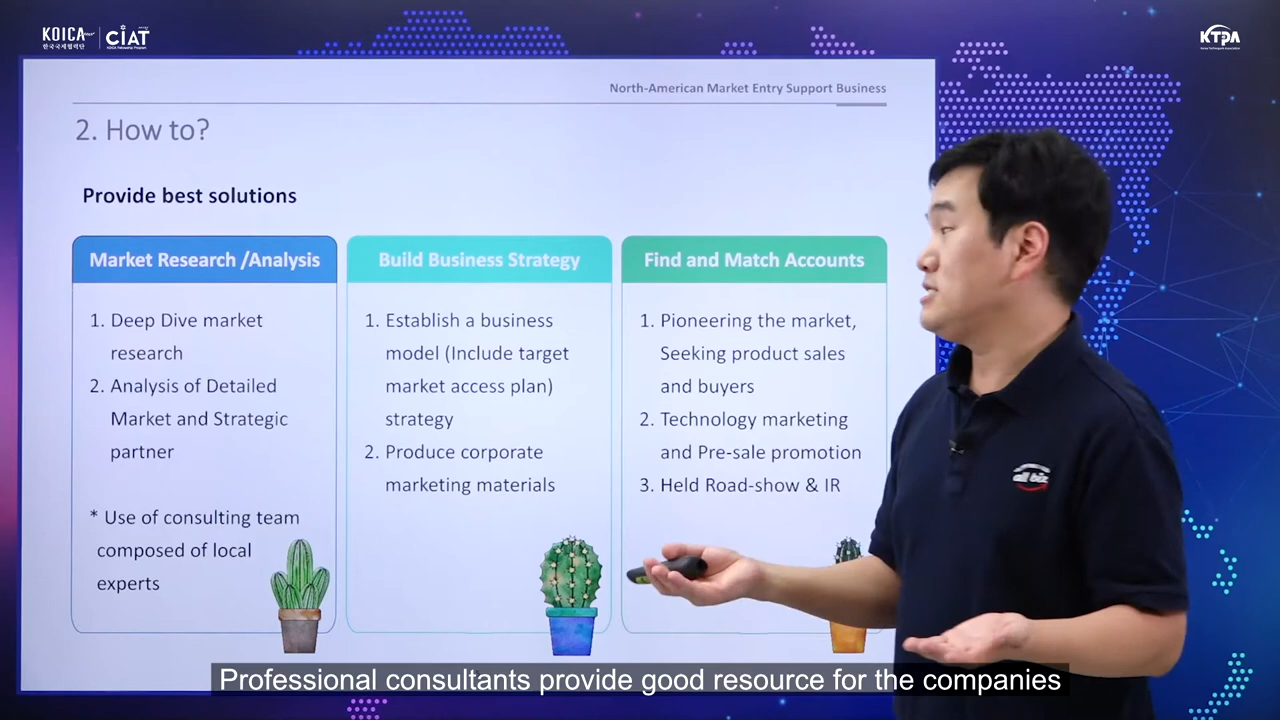 KOICA
한국국제협력단
CIAT
KOICA Fellowship Program
KTPA
Korea Technopark Association
North-American Market Entry Support Business
2. How to?
Provide best solutions
Market Research /Analysis
1. Deep Dive market
research
2. Analysis of Detailed
Market and Strategic
partner
* Use of consulting team
composed of local
experts
Build Business Strategy
1. Establish a business
model (Include target
market access plan)
strategy
2. Produce corporate
marketing materials
Find and Match Accounts
1. Pioneering the market,
Seeking product sales
and buyers
2. Technology marketing
and Pre-sale promotion
3. Held Road-show & IR
all biz
Professional consultants provide good resource for the companies